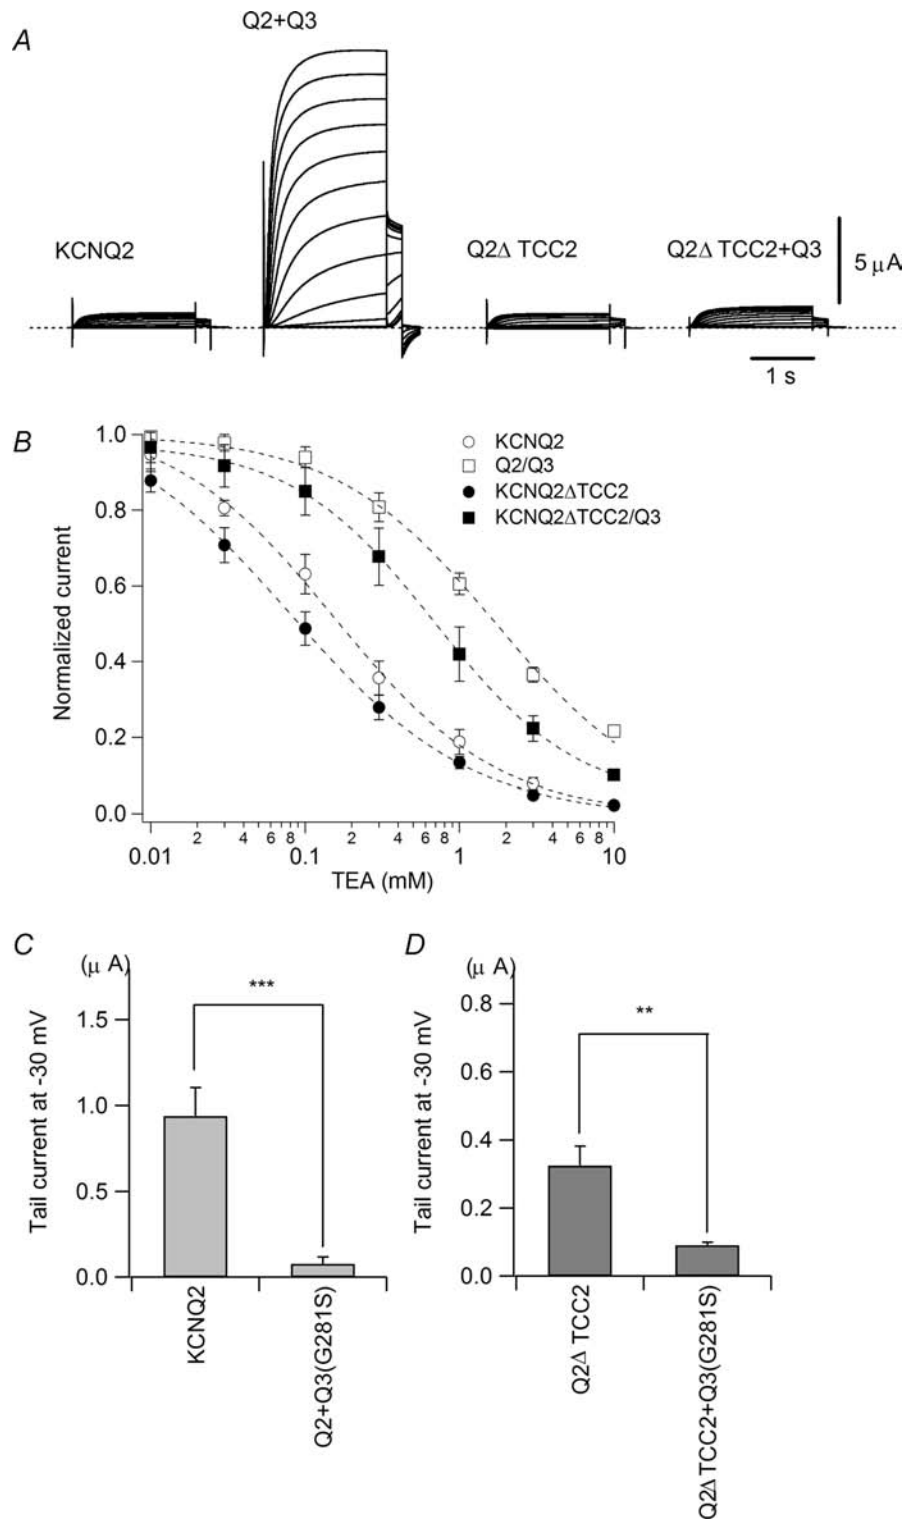 A
Q2+Q3
KCNQ2
Q2Δ TCC2
Q2Δ TCC2+Q3
5 μA
1 s
B
KCNQ2
Q2/Q3
KCNQ2ΔTCC2
KCNQ2ΔTCC2/Q3
Normalized current
1.0
0.8
0.6
0.4
0.2
0.0
0.01
2
4
6
8
0.1
2
4
6
8
1
2
4
6
8
10
TEA (mM)
C
(μ A)
Tail current at -30 mV
1.5
1.0
0.5
0.0
***
KCNQ2
Q2+Q3(G281S)
D
(μ A)
Tail current at -30 mV
0.8
0.6
0.4
0.2
0.0
**
Q2Δ TCC2
Q2ΔTCC2+Q3(G281S)